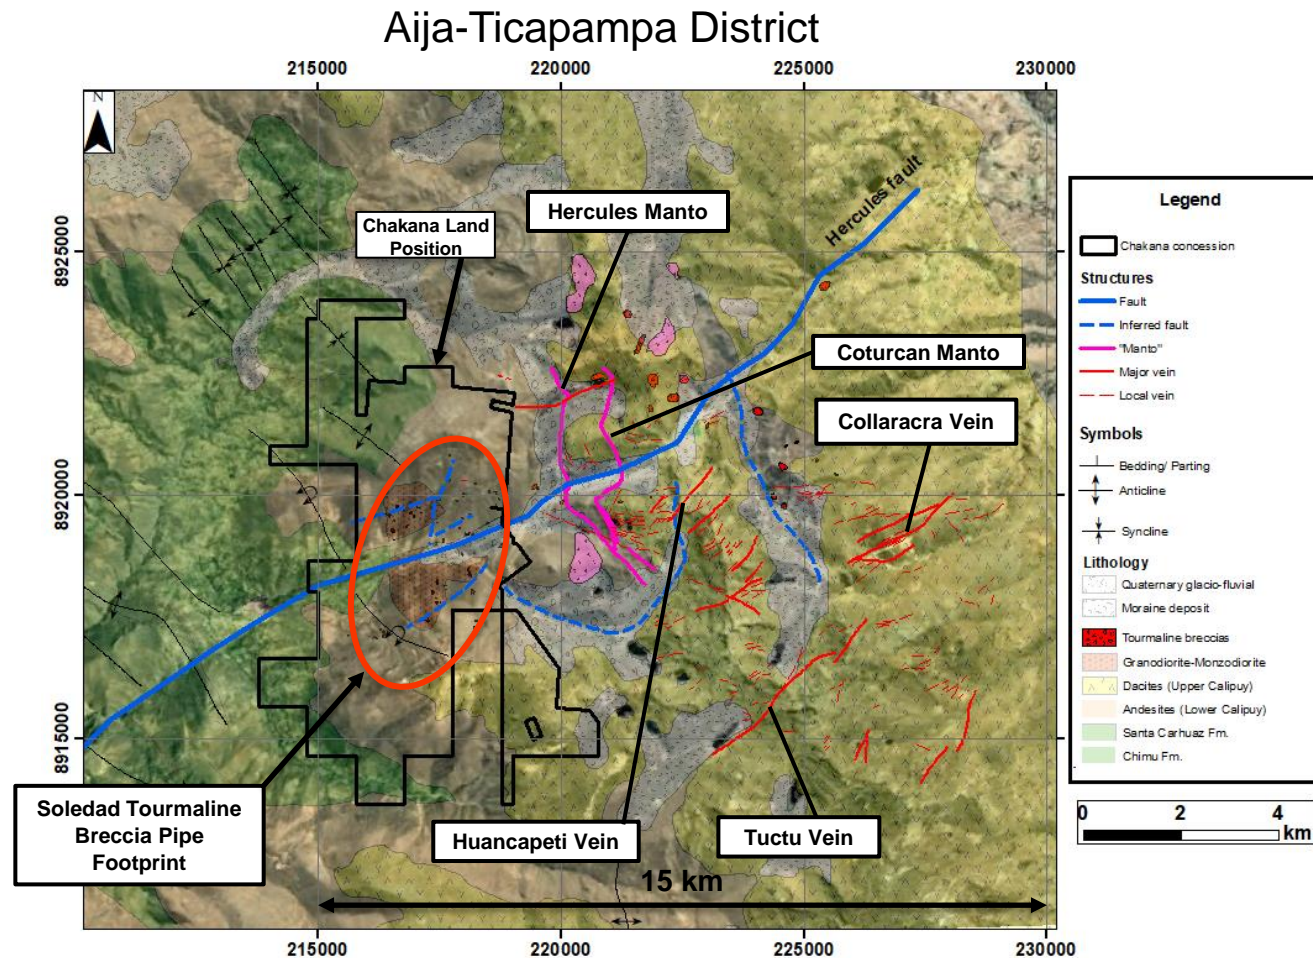 Aija-Ticapampa District
215000
220000
225000
230000
N
8925000
8920000
8915000
Hercules fault
Hercules Manto
Chakana Land
Position
Coturcan Manto
Collaracra Vein
Soledad Tourmaline
Breccia Pipe
Footprint
Huancapeti Vein
Tuctu Vein
15 km
215000
220000
225000
230000
Legend
Chakana concession
Structures
Fault
Inferred fault
"Manto"
Major vein
Local vein
Symbols
Bedding/ Parting
Anticline
Syncline
Lithology
Quaternary glacio-fluvial
Moraine deposit
Tourmaline breccias
Granodiorite-Monzodiorite
Dacites (Upper Calipuy)
Andesites (Lower Calipuy)
Santa Carhuaz Fm.
Chimu Fm.
0 2 4
km